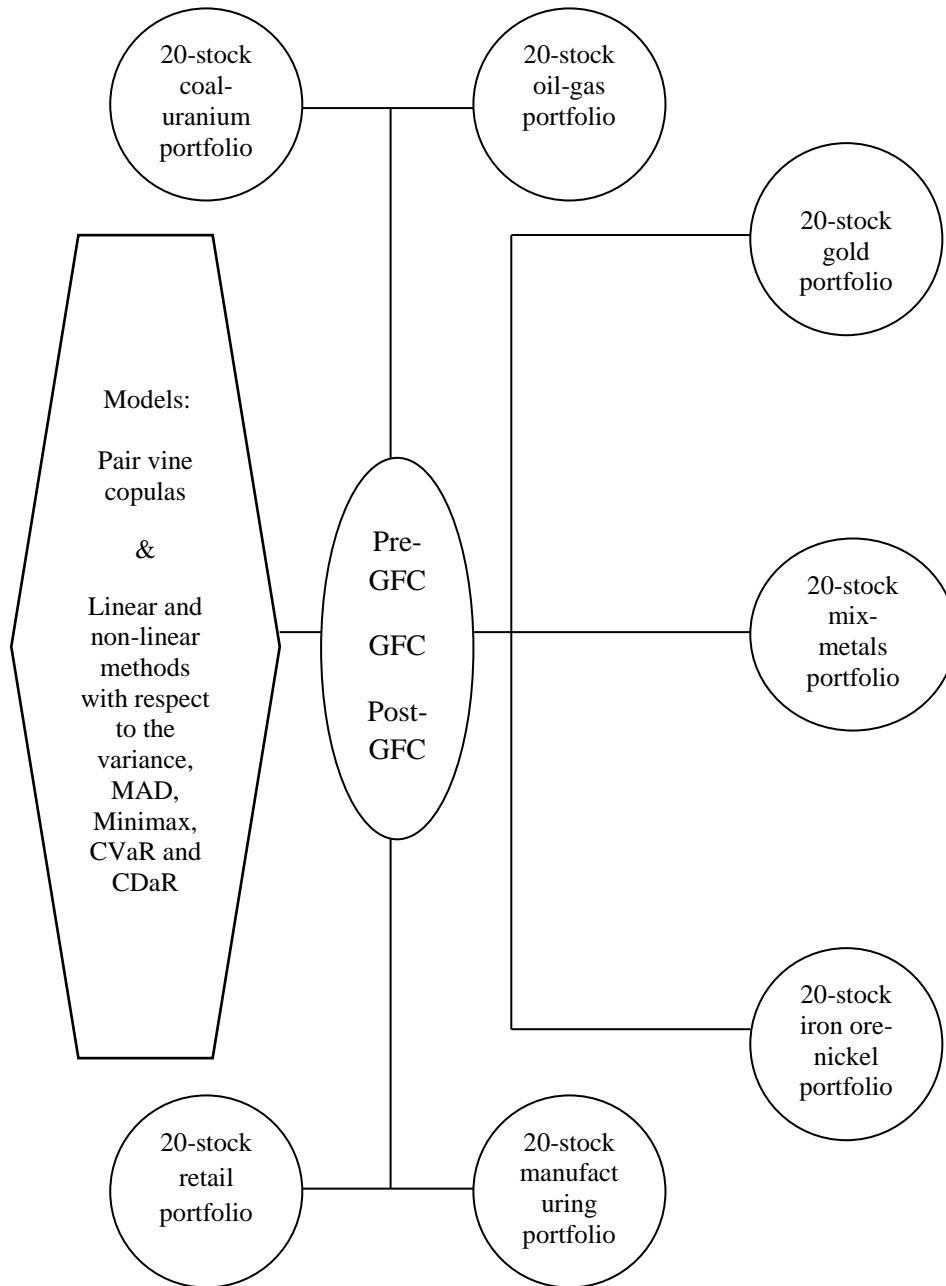 20-stock
coal-
uranium
portfolio
20-stock
oil-gas
portfolio
20-stock
gold
portfolio
Models:
Pair vine
copulas
&
Linear and
non-linear
methods
with respect
to the
variance,
MAD,
Minimax,
CVaR and
CDaR
Pre-
GFC
GFC
Post-
GFC
20-stock
mix-
metals
portfolio
20-stock
iron ore-
nickel
portfolio
20-stock
retail
portfolio
20-stock
manufact
uring
portfolio